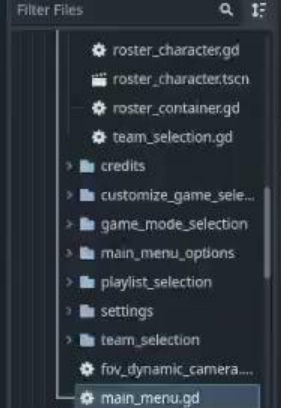 Filter Files
roster_character.gd
roster_character.tscn
roster_container.gd
team_selection.gd
credits
customize_game_sele...
game_mode_selection
main_menu_options
playlist_selection
settings
team_selection
fov_dynamic_camera....
main_menu.gd